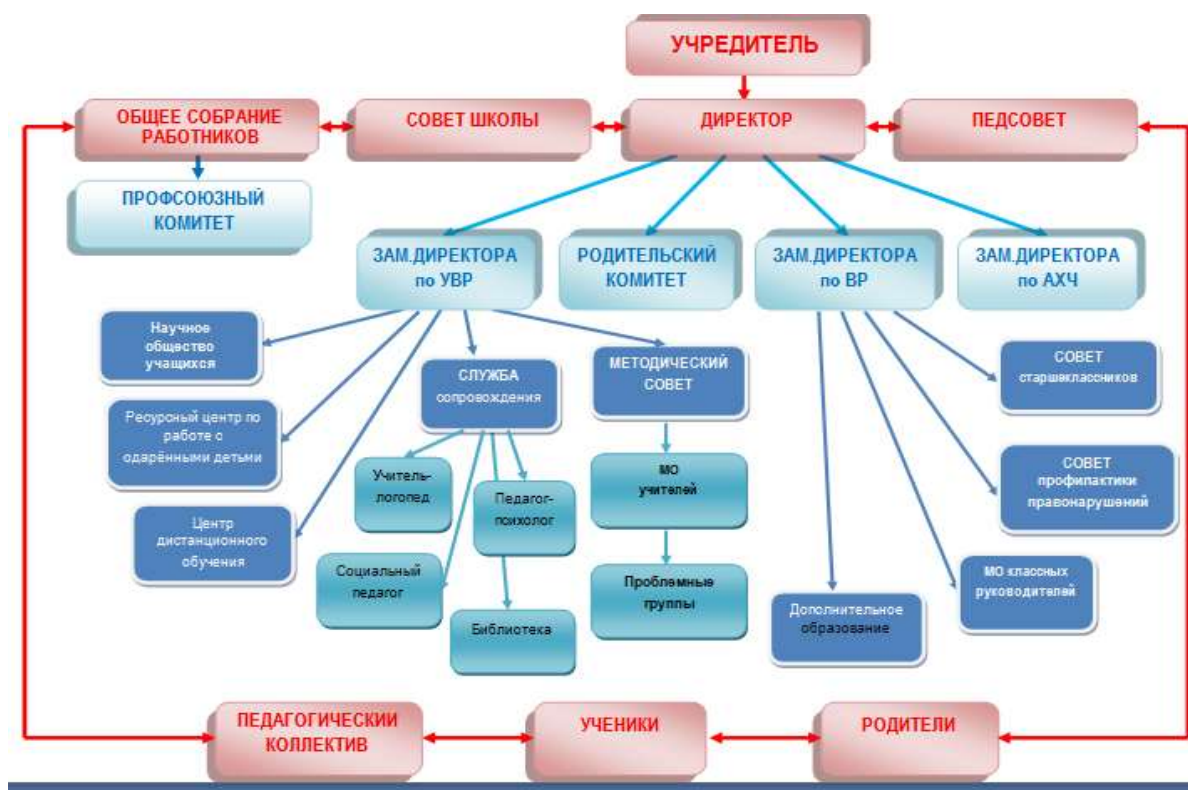 УЧРЕДИТЕЛЬ
ОБЩЕЕ СОБРАНИЕ
РАБОТНИКОВ
СОВЕТ ШКОЛЫ
ДИРЕКТОР
ПЕДСОВЕТ
ПРОФСОЮЗНЫЙ
КОМИТЕТ
ЗАМ.ДИРЕКТОРА
по УВР
РОДИТЕЛЬСКИЙ
КОМИТЕТ
ЗАМ.ДИРЕКТОРА
по ВР
ЗАМ.ДИРЕКТОРА
по АХЧ
Научное
общество
учащихся
Ресурсный центр по
работе с
одарёнными детьми
Центр
дистанционного
обучения
СЛУЖБА
сопровождения
Учитель-
логопед
Педагог-
психолог
Социальный
педагог
Библиотека
МЕТОДИЧЕСКИЙ
СОВЕТ
МО
учителей
Проблемные
группы
СОВЕТ
старшеклассников
СОВЕТ
профилактики
правонарушений
МО классных
руководителей
Дополнительное
образование
ПЕДАГОГИЧЕСКИЙ
КОЛЛЕКТИВ
УЧЕНИКИ
РОДИТЕЛИ